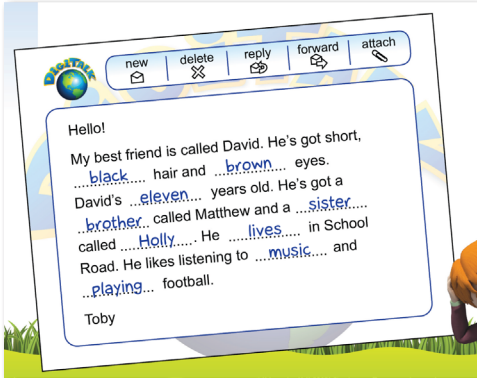 DIGITALK
new
delete
reply
forward
attach
Hello!
My best friend is called David. He's got short,
black hair and brown eyes.
David's eleven years old. He's got a
brother called Matthew and a sister
called Holly. He lives in School
Road. He likes listening to music and
playing football.
Toby